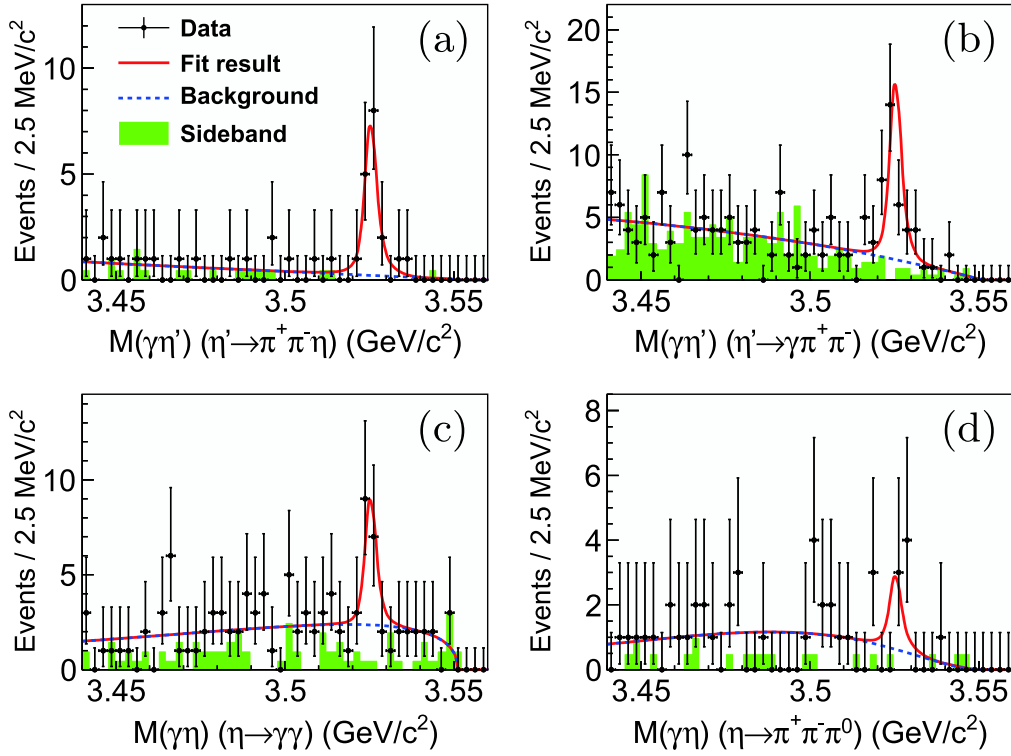 (a)
Data
Fit result
Background
Sideband
Events / 2.5 MeV/c²
10
5
0
3.45 3.5 3.55
M(γη') (η'→π⁺π⁻η) (GeV/c²)
(b)
Events / 2.5 MeV/c²
20
15
10
5
0
3.45 3.5 3.55
M(γη') (η'→γπ⁺π⁻) (GeV/c²)
(c)
Events / 2.5 MeV/c²
10
5
0
3.45 3.5 3.55
M(γη) (η→γγ) (GeV/c²)
(d)
Events / 2.5 MeV/c²
8
6
4
2
0
3.45 3.5 3.55
M(γη) (η→π⁺π⁻π⁰) (GeV/c²)